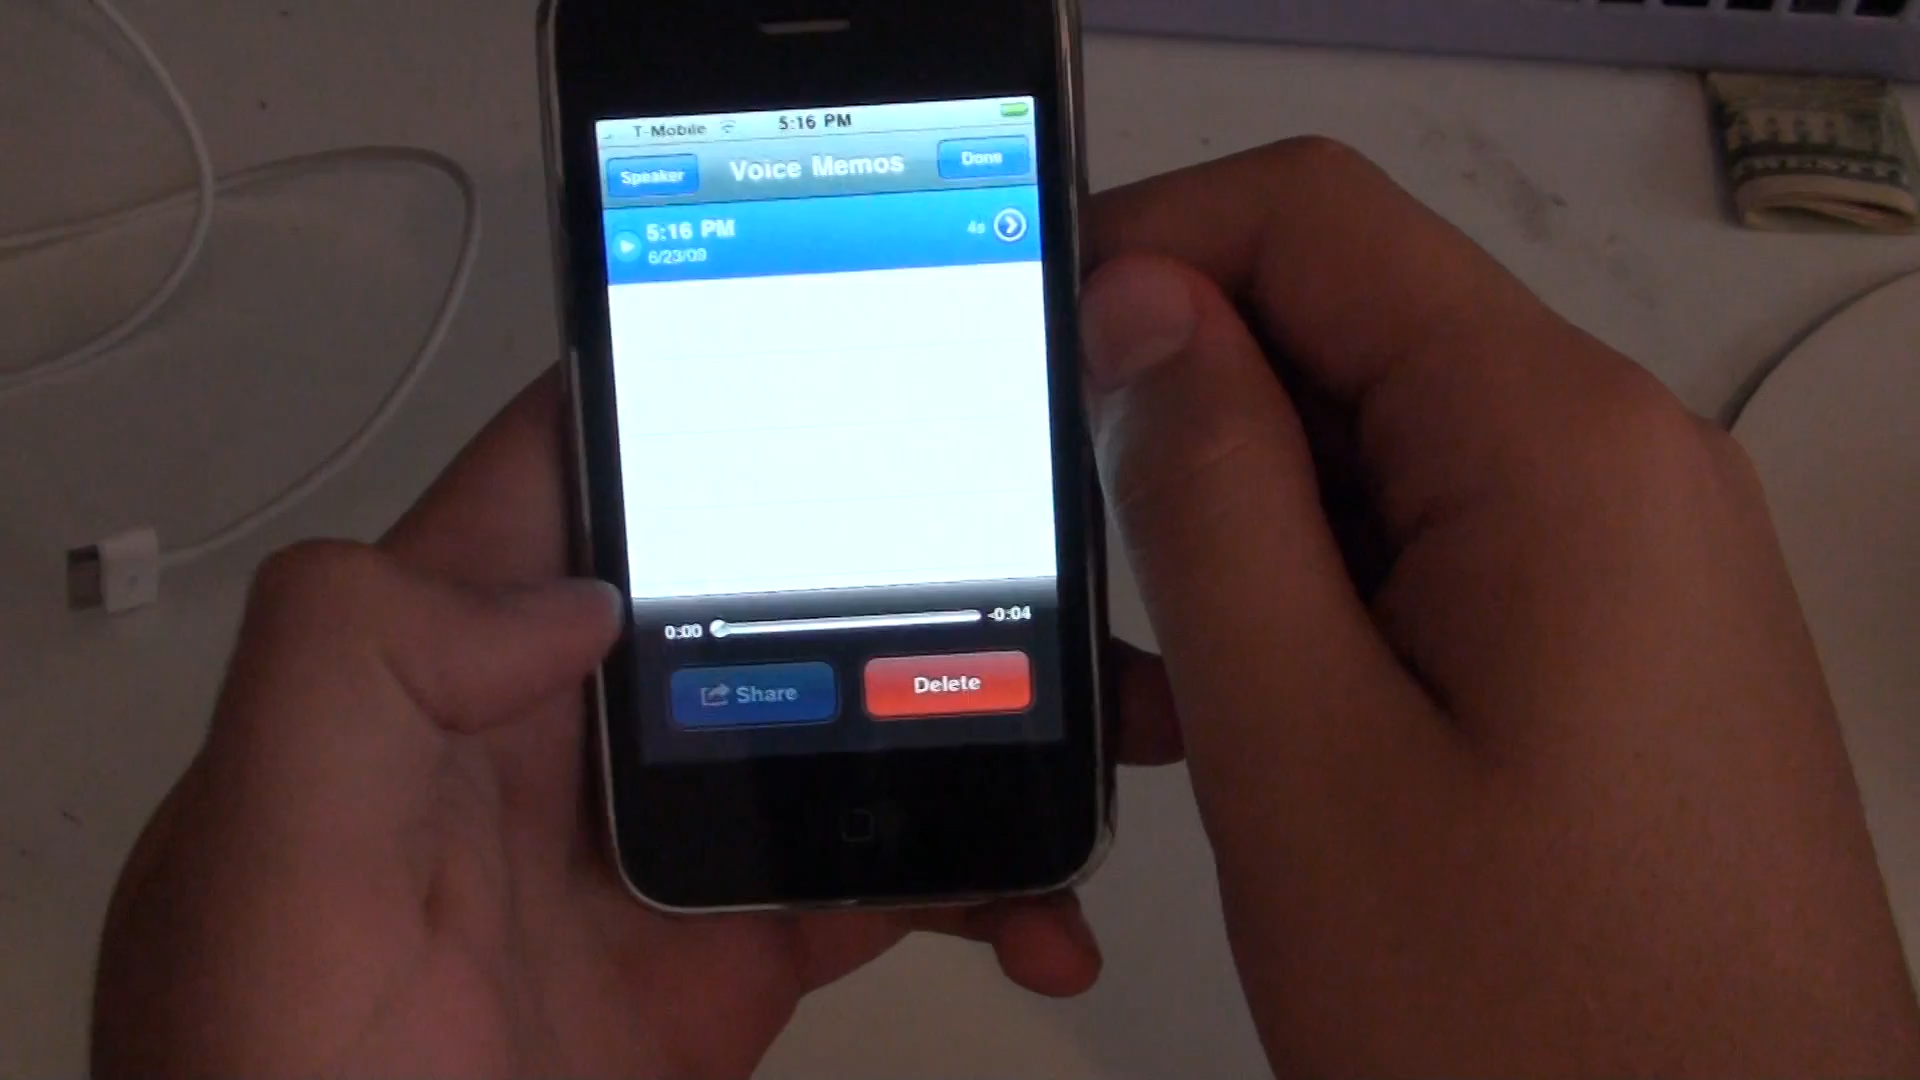 T-Mobile 5:16 PM
Speaker Voice Memos Done
5:16 PM 4s
6/23/09
0:00 -0:04
Share Delete